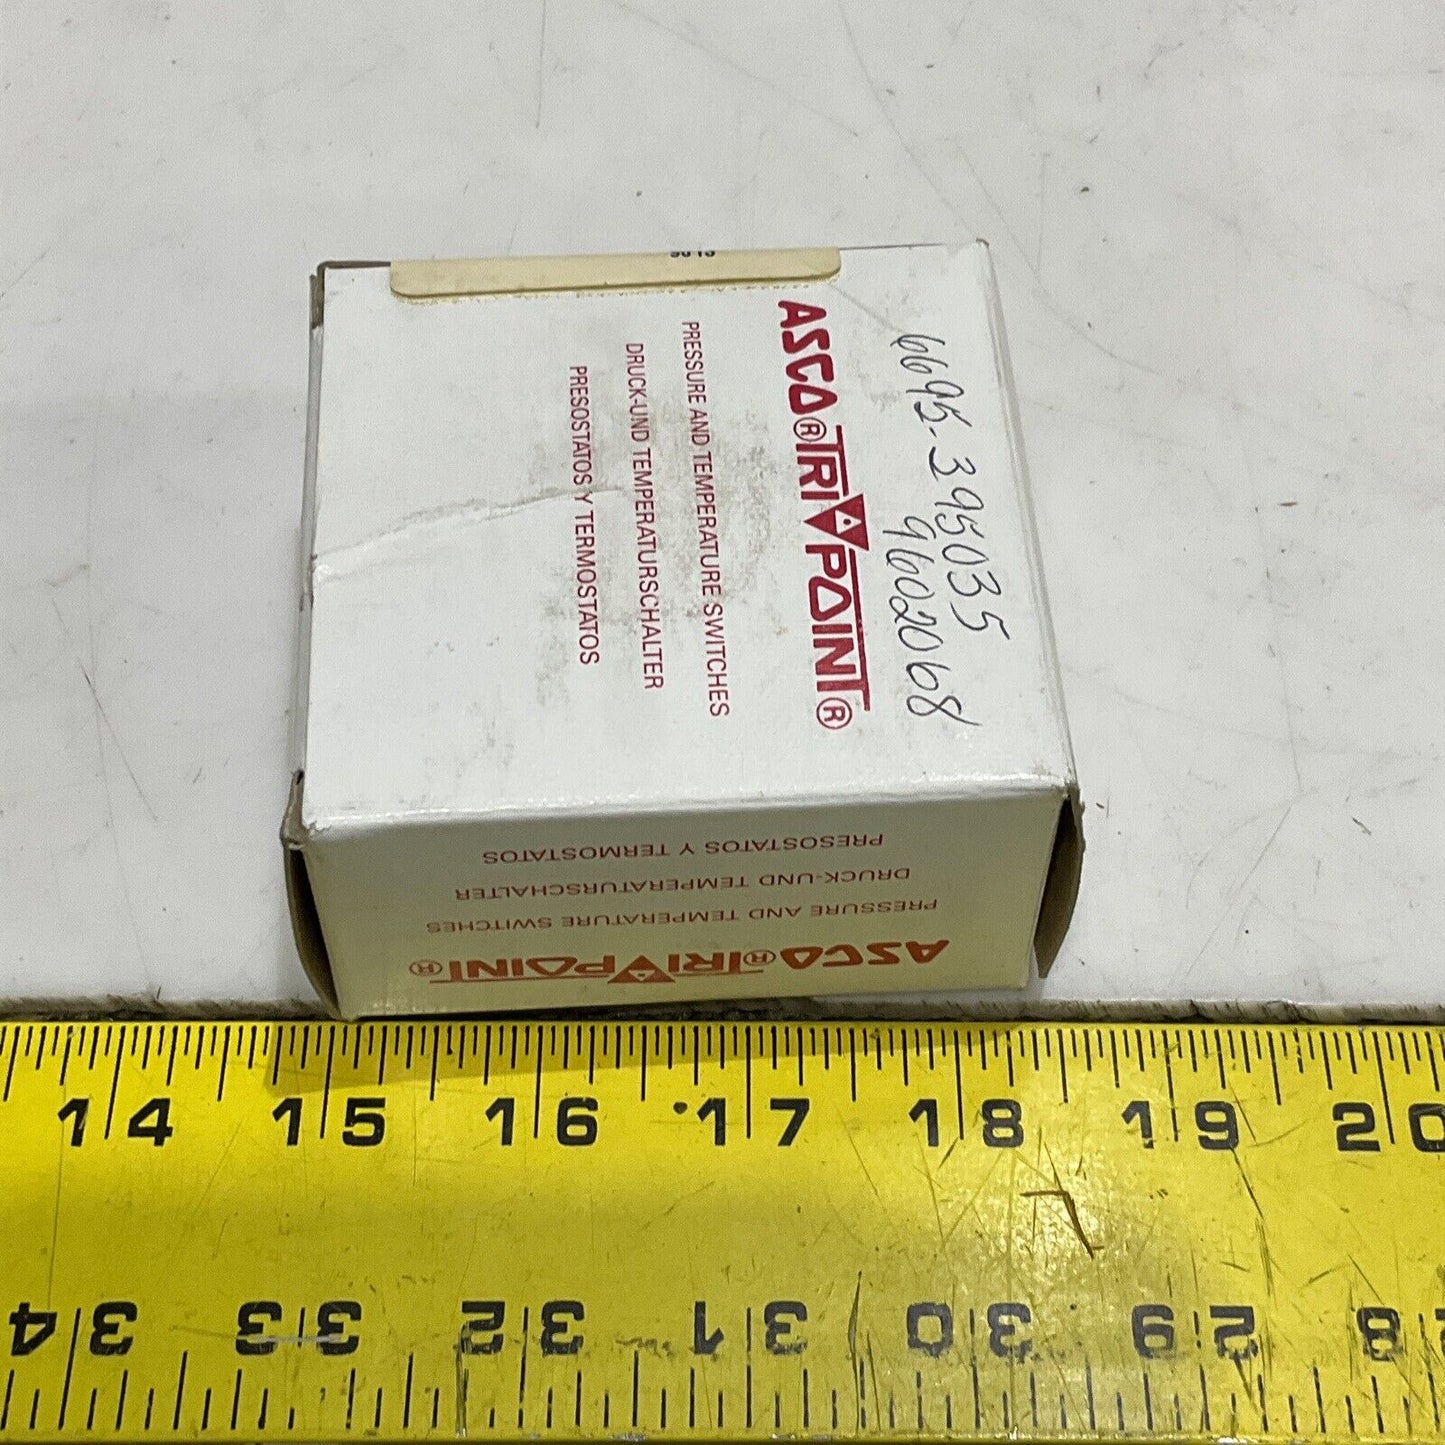 6695-395035
9602068
ASCO® TRI POINT®
PRESSURE AND TEMPERATURE SWITCHES
DRUCK-UND TEMPERATURSCHALTER
PRESOSTATOS Y TERMOSTATOS
ASCO® TRI POINT®
PRESSURE AND TEMPERATURE SWITCHES
DRUCK-UND TEMPERATURSCHALTER
PRESOSTATOS Y TERMOSTATOS
14 15 16 17 18 19 20
34 33 32 31 30 29 28